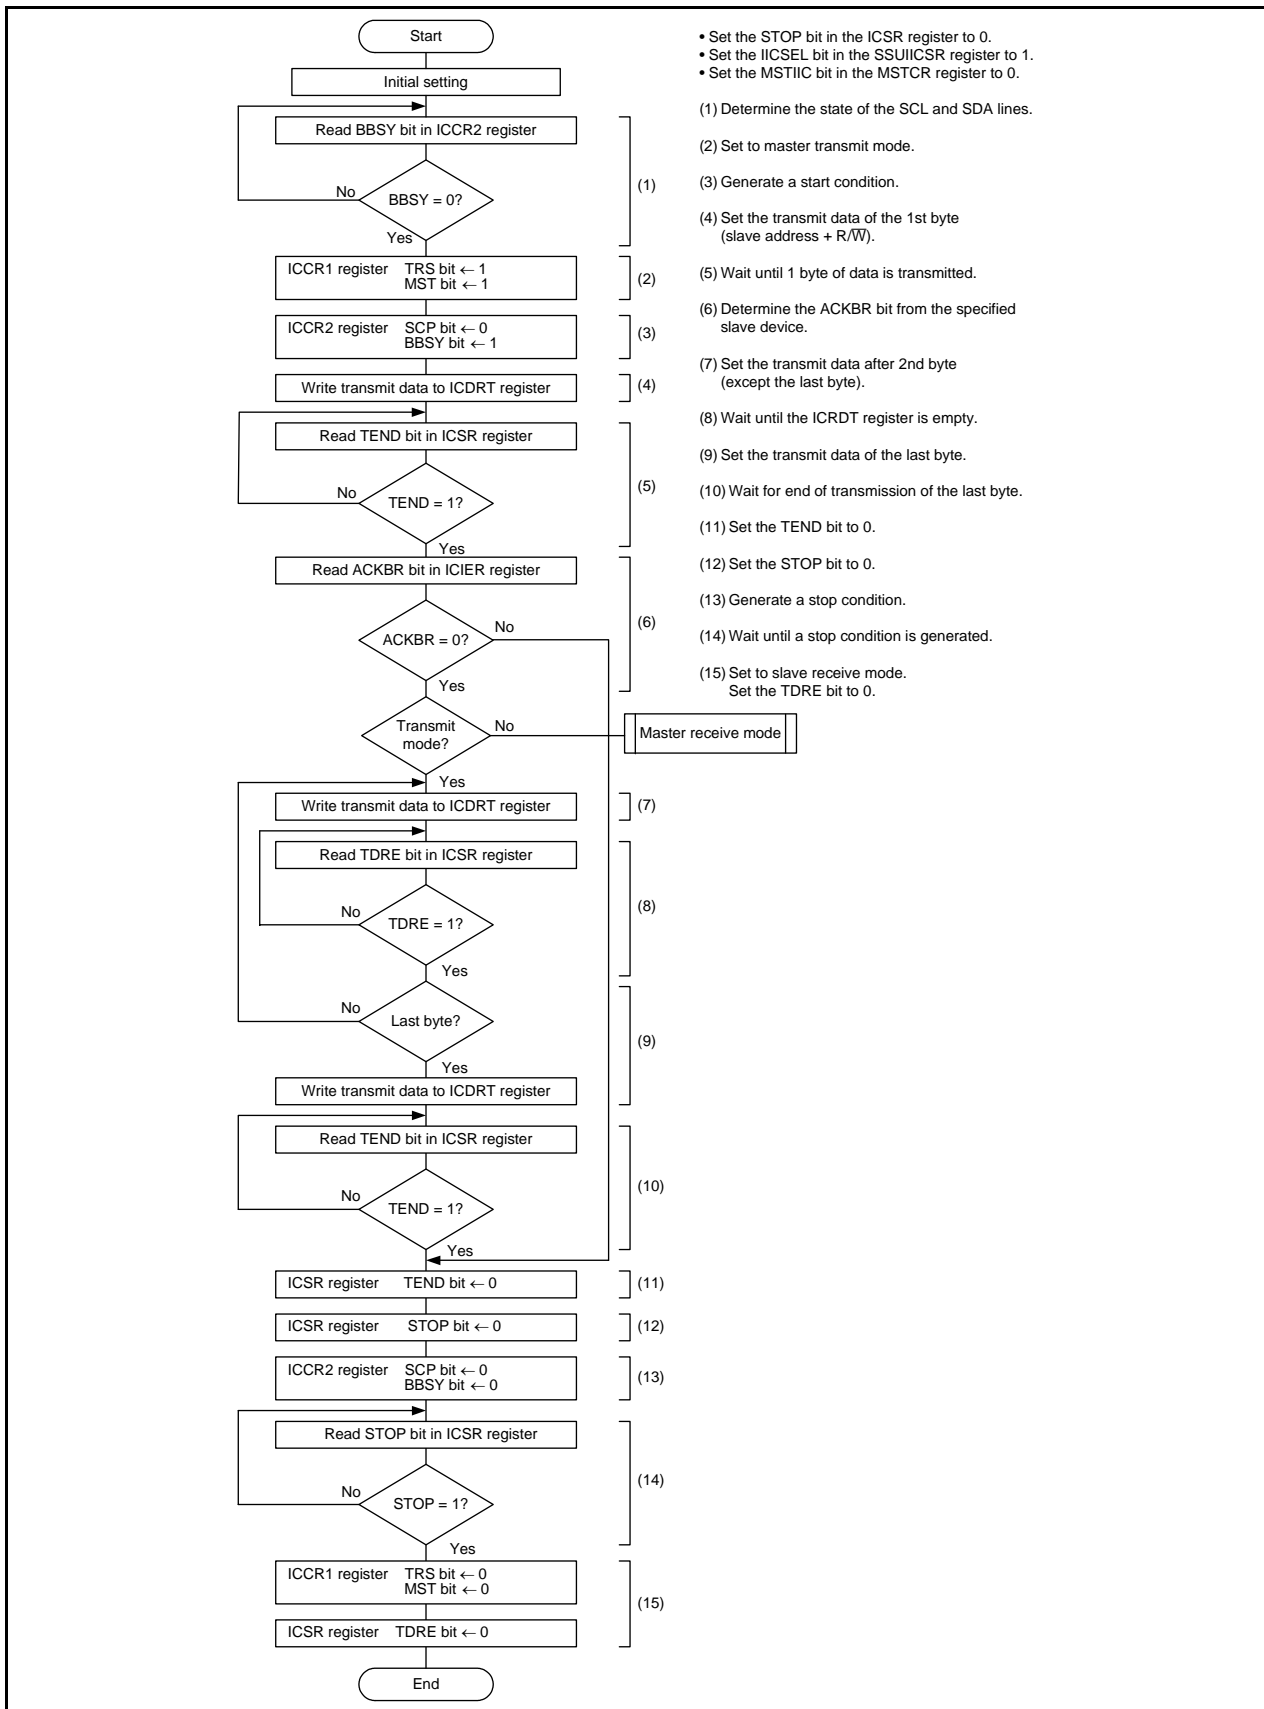 Start
Initial setting
Read BBSY bit in ICCR2 register
BBSY = 0?
No
Yes
(1)
ICCR1 register TRS bit ← 1
MST bit ← 1
(2)
ICCR2 register SCP bit ← 0
BBSY bit ← 1
(3)
Write transmit data to ICDRT register
(4)
Read TEND bit in ICSR register
TEND = 1?
No
Yes
(5)
Read ACKBR bit in ICIER register
ACKBR = 0?
No
Yes
(6)
Transmit
mode?
No
Yes
Master receive mode
Write transmit data to ICDRT register
(7)
Read TDRE bit in ICSR register
TDRE = 1?
No
Yes
(8)
Last byte?
No
Yes
Write transmit data to ICDRT register
(9)
Read TEND bit in ICSR register
TEND = 1?
No
Yes
(10)
ICSR register TEND bit ← 0
(11)
ICSR register STOP bit ← 0
(12)
ICCR2 register SCP bit ← 0
BBSY bit ← 0
(13)
Read STOP bit in ICSR register
STOP = 1?
No
Yes
(14)
ICCR1 register TRS bit ← 0
MST bit ← 0
ICSR register TDRE bit ← 0
(15)
End
• Set the STOP bit in the ICSR register to 0.
• Set the IICSEL bit in the SSUIICSR register to 1.
• Set the MSTIIC bit in the MSTCR register to 0.
(1) Determine the state of the SCL and SDA lines.
(2) Set to master transmit mode.
(3) Generate a start condition.
(4) Set the transmit data of the 1st byte
(slave address + R/W̅).
(5) Wait until 1 byte of data is transmitted.
(6) Determine the ACKBR bit from the specified
slave device.
(7) Set the transmit data after 2nd byte
(except the last byte).
(8) Wait until the ICRDT register is empty.
(9) Set the transmit data of the last byte.
(10) Wait for end of transmission of the last byte.
(11) Set the TEND bit to 0.
(12) Set the STOP bit to 0.
(13) Generate a stop condition.
(14) Wait until a stop condition is generated.
(15) Set to slave receive mode.
Set the TDRE bit to 0.